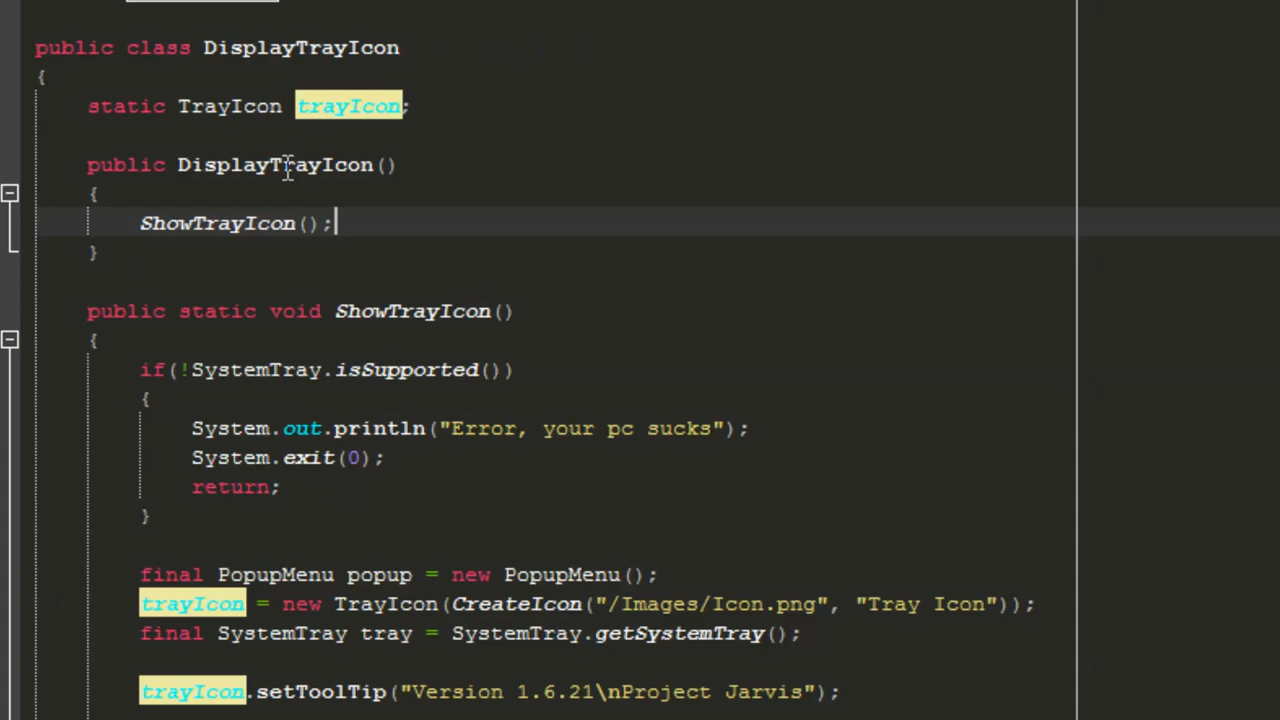 public class DisplayTrayIcon
{
static TrayIcon trayIcon;
public DisplayTrayIcon()
{
ShowTrayIcon();
}
public static void ShowTrayIcon()
{
if(!SystemTray.isSupported())
{
System.out.println("Error, your pc sucks");
System.exit(0);
return;
}
final PopupMenu popup = new PopupMenu();
trayIcon = new TrayIcon(CreateIcon("/Images/Icon.png", "Tray Icon"));
final SystemTray tray = SystemTray.getSystemTray();
trayIcon.setToolTip("Version 1.6.21\nProject Jarvis");